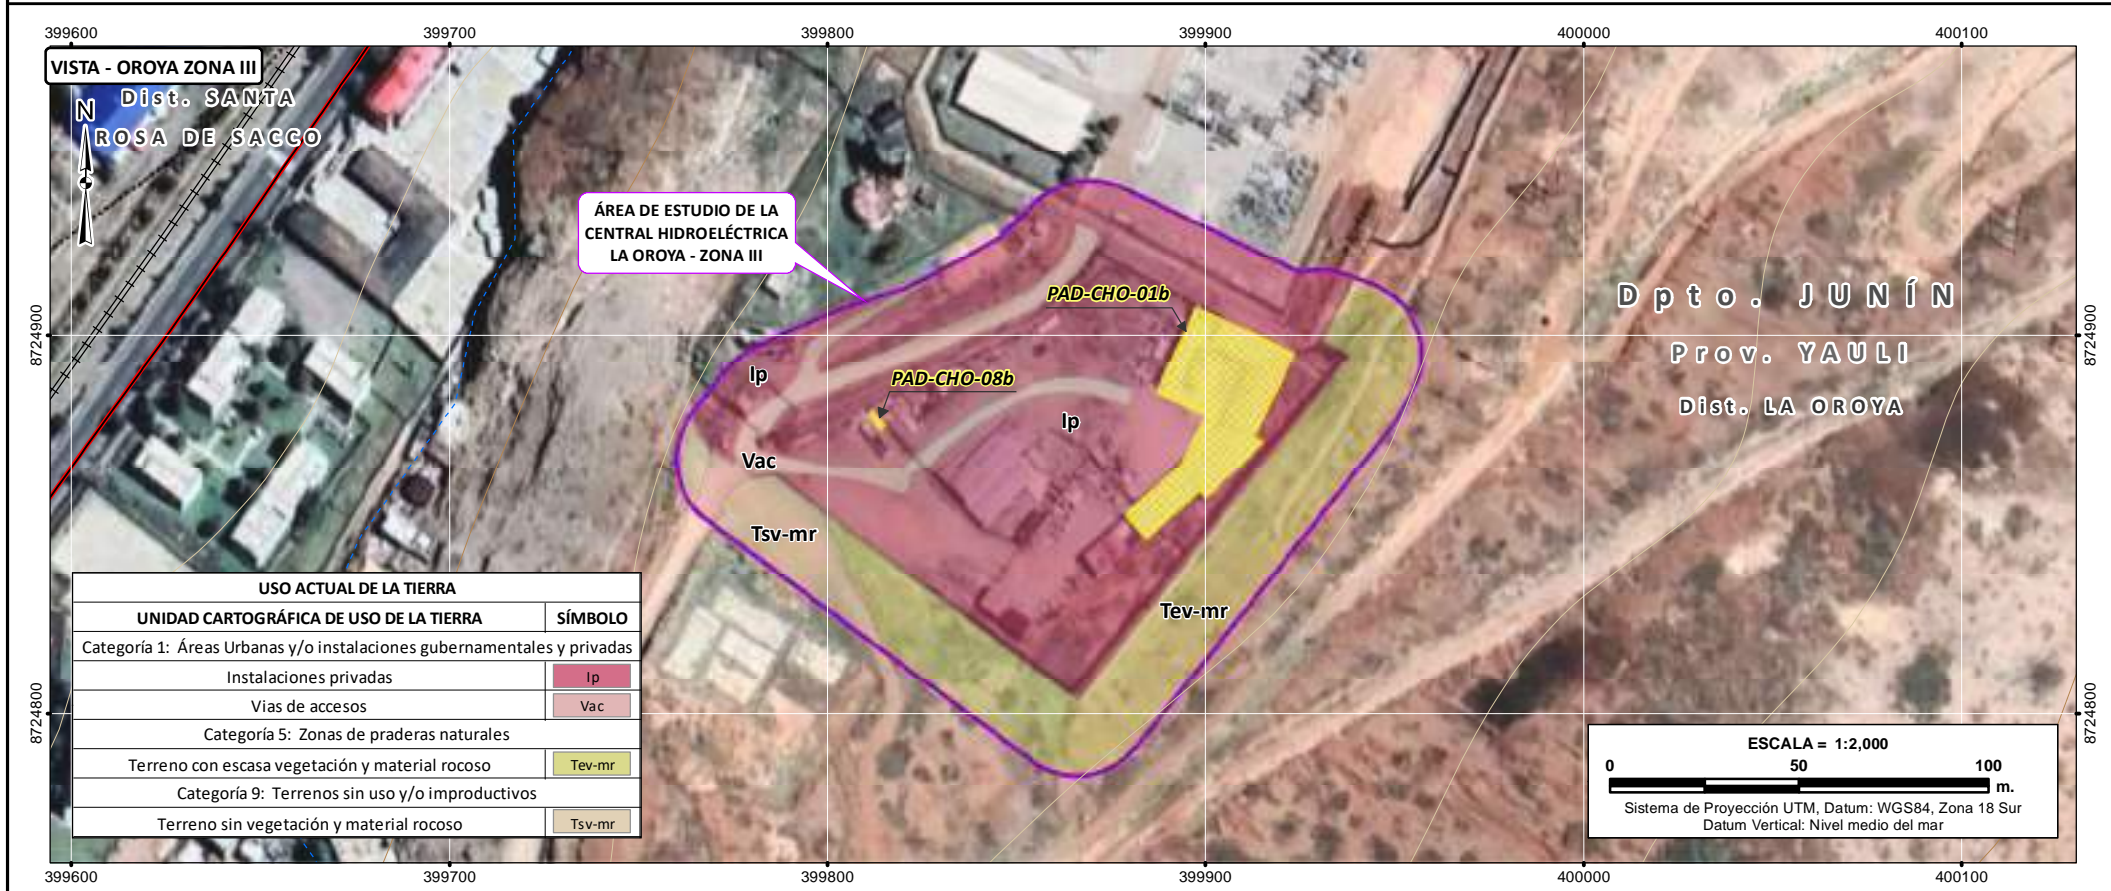 399600
399700
399800
399900
400000
400100
VISTA - OROYA ZONA III
Dist. SANTA
ROSA DE SACCO
N
ÁREA DE ESTUDIO DE LA
CENTRAL HIDROELÉCTRICA
LA OROYA - ZONA III
PAD-CHO-01b
PAD-CHO-08b
Ip
Ip
Vac
Tsv-mr
Tev-mr
Dpto. JUNÍN
Prov. YAULI
Dist. LA OROYA
8724900
8724900
8724800
8724800
USO ACTUAL DE LA TIERRA
UNIDAD CARTOGRÁFICA DE USO DE LA TIERRA SÍMBOLO
Categoría 1: Áreas Urbanas y/o instalaciones gubernamentales y privadas
Instalaciones privadas Ip
Vias de accesos Vac
Categoría 5: Zonas de praderas naturales
Terreno con escasa vegetación y material rocoso Tev-mr
Categoría 9: Terrenos sin uso y/o improductivos
Terreno sin vegetación y material rocoso Tsv-mr
ESCALA = 1:2,000
0 50 100
m.
Sistema de Proyección UTM, Datum: WGS84, Zona 18 Sur
Datum Vertical: Nivel medio del mar
399600
399700
399800
399900
400000
400100